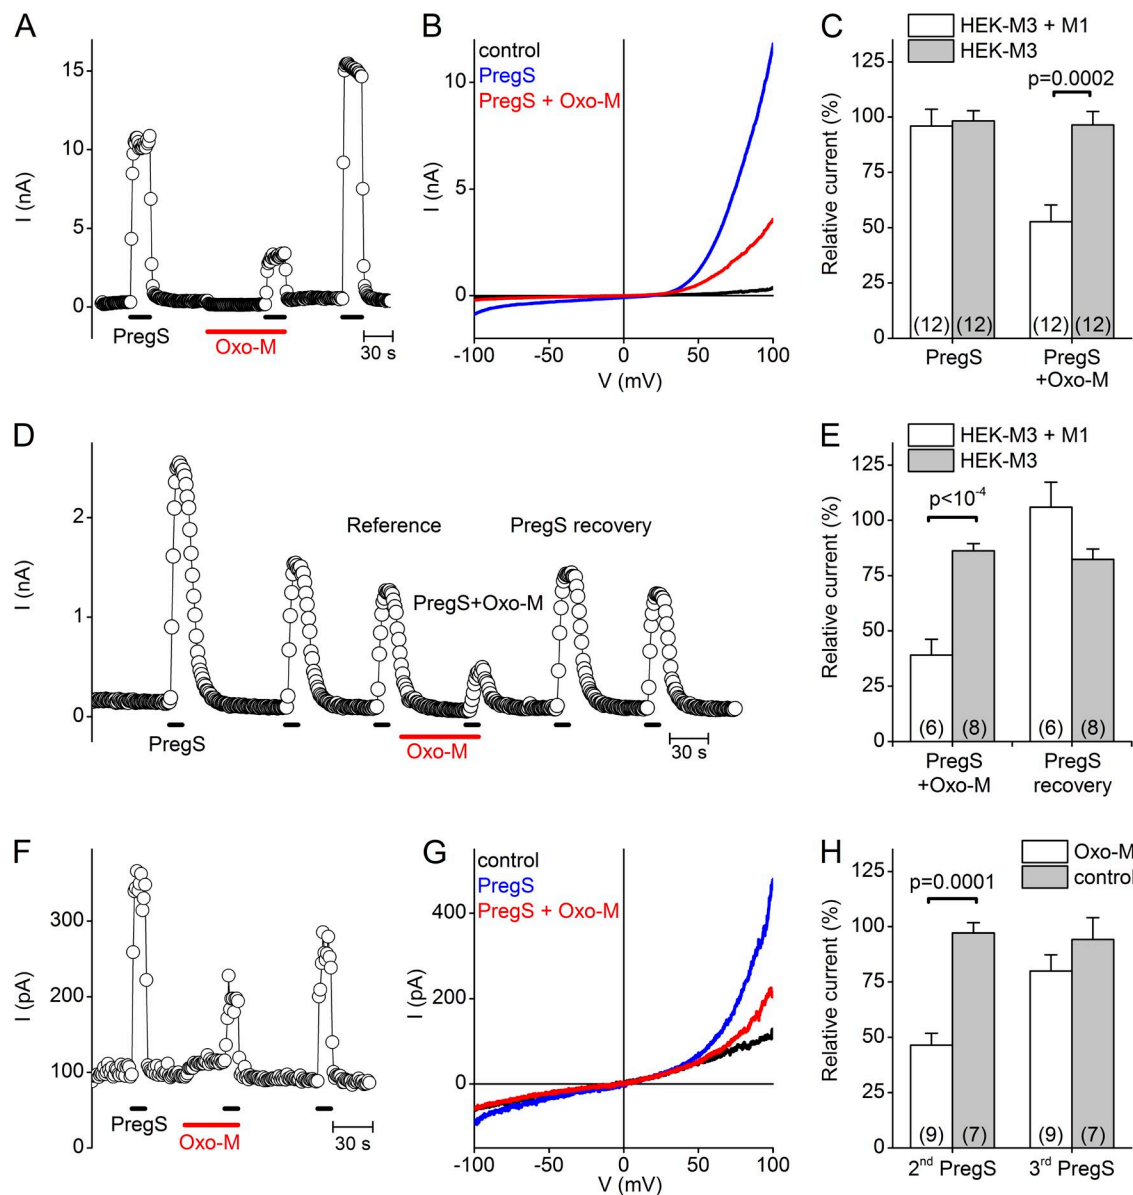 A
I (nA)
15
10
5
0
PregS
Oxo-M
30 s
B
control
PregS
PregS + Oxo-M
I (nA)
10
5
0
-100
-50
0
50
100
V (mV)
C
HEK-M3 + M1
HEK-M3
p=0.0002
Relative current (%)
125
100
75
50
25
0
(12)
(12)
(12)
(12)
PregS
PregS
+Oxo-M
D
I (nA)
2
1
0
Reference
PregS recovery
PregS+Oxo-M
PregS
Oxo-M
30 s
E
HEK-M3 + M1
HEK-M3
p<10⁻⁴
Relative current (%)
125
100
75
50
25
0
(6)
(8)
(6)
(8)
PregS
+Oxo-M
PregS
recovery
F
I (pA)
300
200
100
0
PregS
Oxo-M
30 s
G
control
PregS
PregS + Oxo-M
I (pA)
400
200
0
-100
-50
0
50
100
V (mV)
H
Oxo-M
control
p=0.0001
Relative current (%)
125
100
75
50
25
0
(9)
(7)
(9)
(7)
2ⁿᵈ PregS
3ʳᵈ PregS